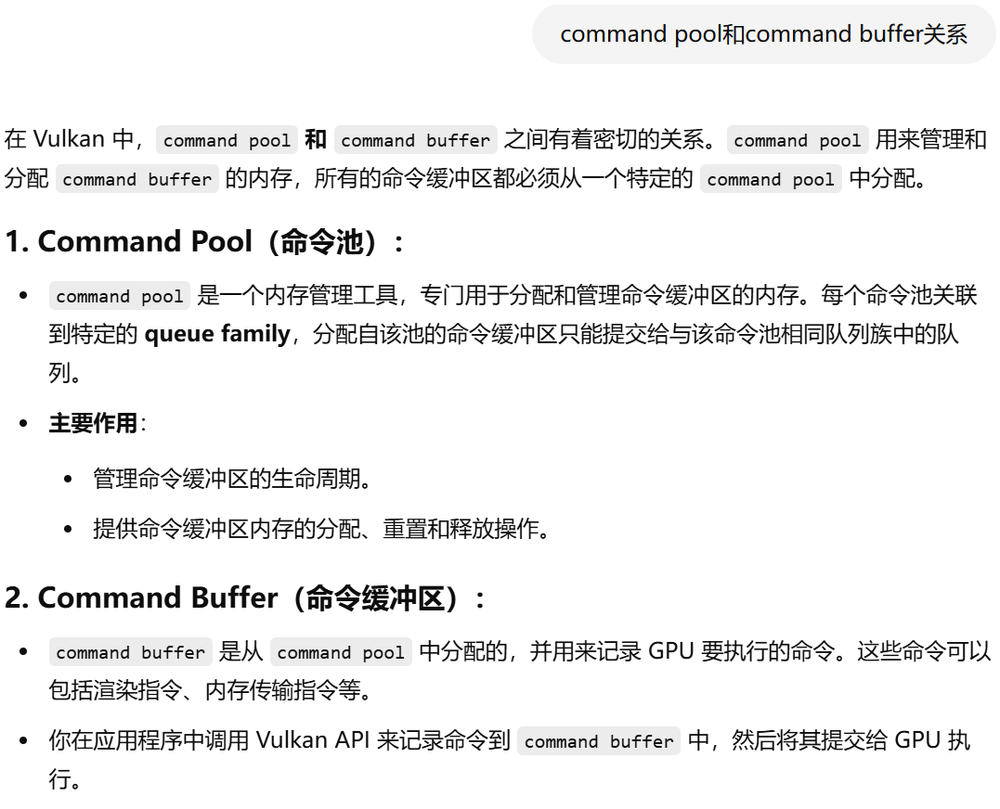 command pool和command buffer关系
在 Vulkan 中，command pool 和 command buffer 之间有着密切的关系。command pool 用来管理和
分配 command buffer 的内存，所有的命令缓冲区都必须从一个特定的 command pool 中分配。
1. Command Pool（命令池）：
• command pool 是一个内存管理工具，专门用于分配和管理命令缓冲区的内存。每个命令池关联
到特定的 queue family，分配自该池的命令缓冲区只能提交给与该命令池相同队列族中的队
列。
• 主要作用：
• 管理命令缓冲区的生命周期。
• 提供命令缓冲区内存的分配、重置和释放操作。
2. Command Buffer（命令缓冲区）：
• command buffer 是从 command pool 中分配的，并用来记录 GPU 要执行的命令。这些命令可以
包括渲染指令、内存传输指令等。
• 你在应用程序中调用 Vulkan API 来记录命令到 command buffer 中，然后将其提交给 GPU 执
行。